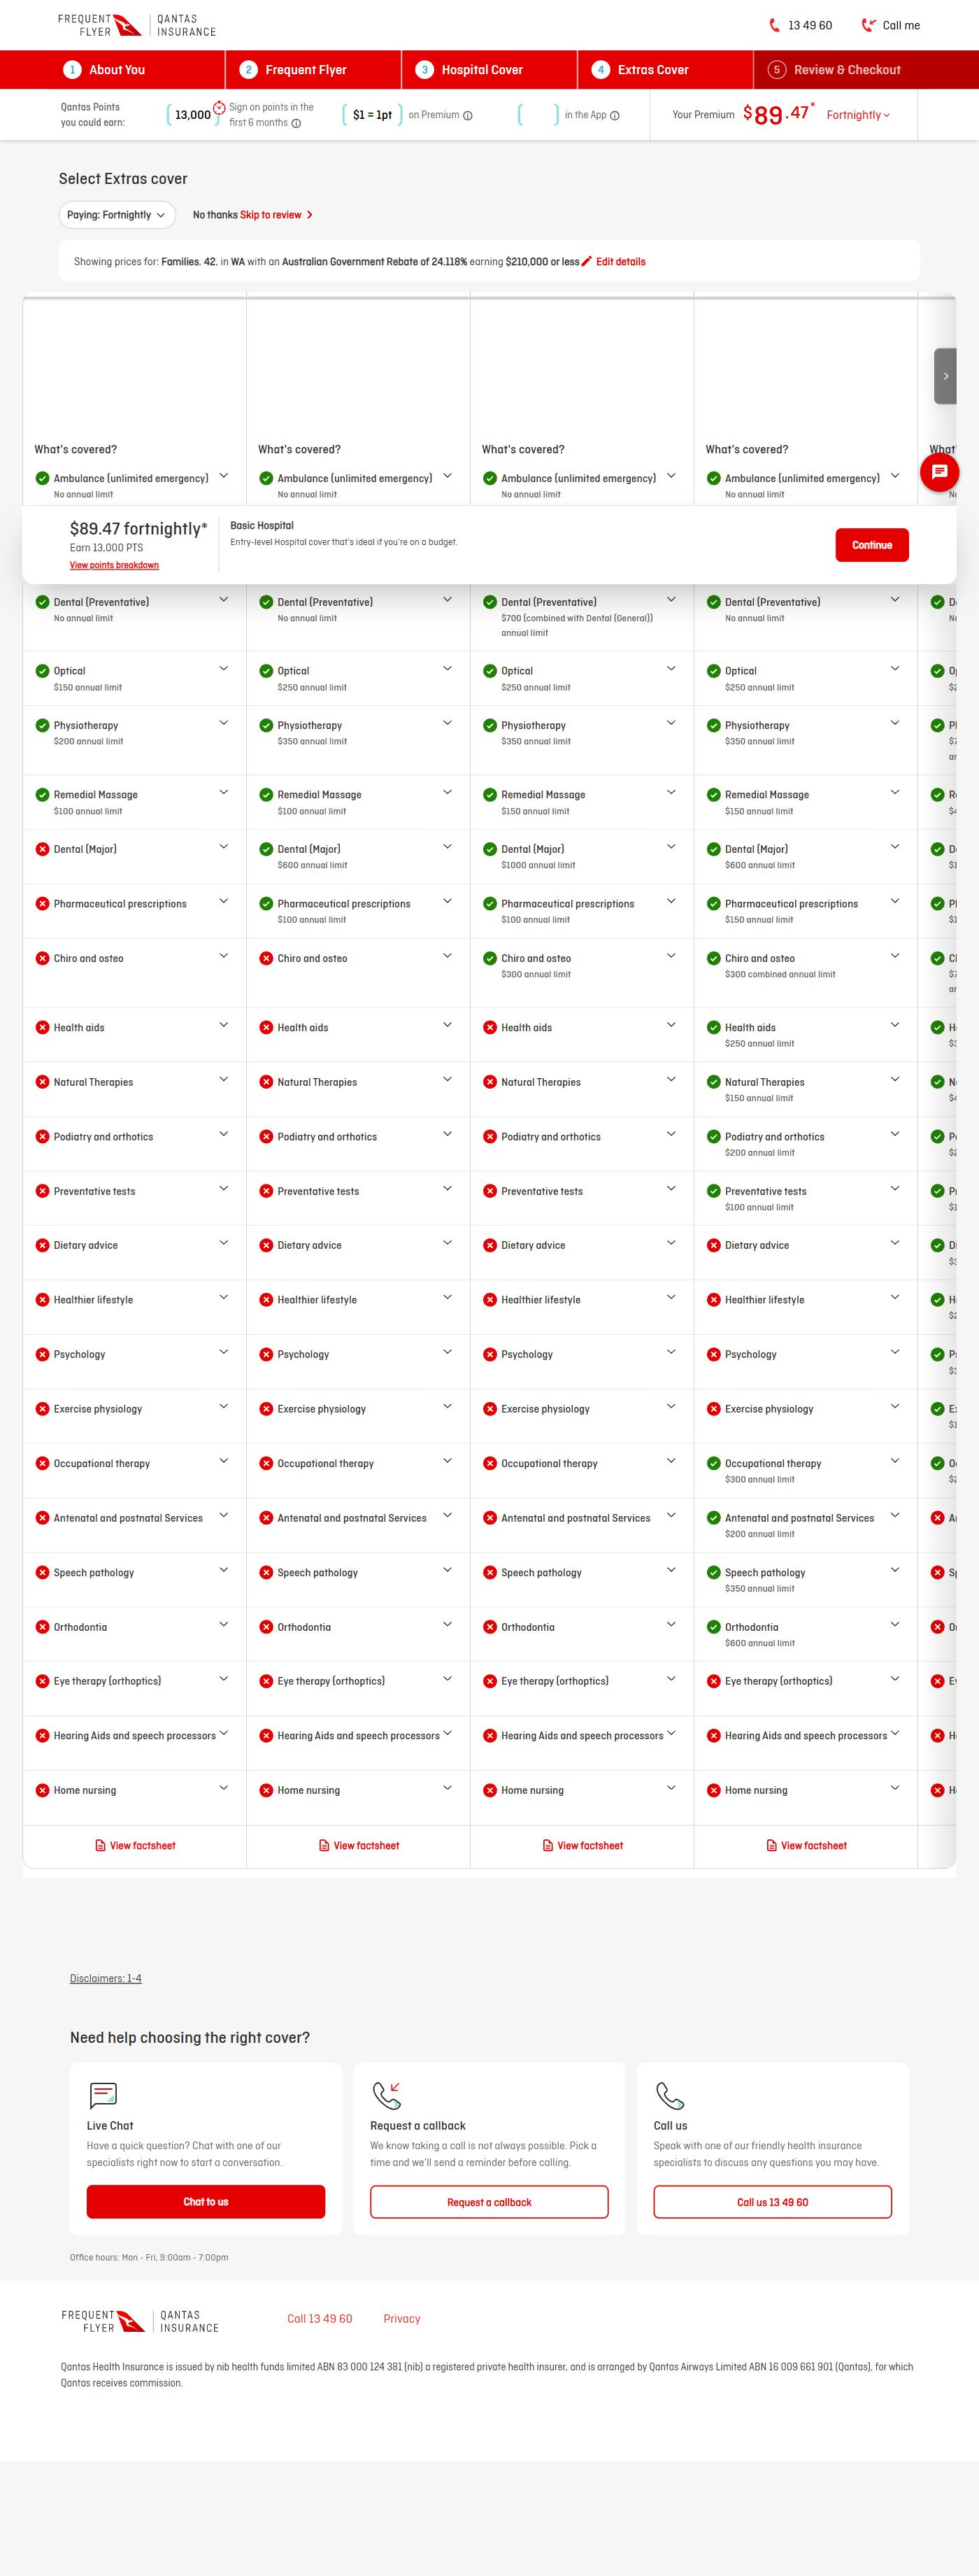 FREQUENT FLYER | QANTAS INSURANCE
13 49 60
Call me
1 About You
2 Frequent Flyer
3 Hospital Cover
4 Extras Cover
5 Review & Checkout
Qantas Points
you could earn:
13,000
Sign on points in the
first 6 months
$1 = 1pt
on Premium
in the App
Your Premium
$89.47*
Fortnightly
Select Extras cover
Paying: Fortnightly
No thanks Skip to review
Showing prices for: Families, 42, in WA with an Australian Government Rebate of 24.118% earning $210,000 or less Edit details
What's covered? What's covered? What's covered? What's covered?
Ambulance (unlimited emergency) Ambulance (unlimited emergency) Ambulance (unlimited emergency) Ambulance (unlimited emergency)
No annual limit No annual limit No annual limit No annual limit
$89.47 fortnightly*
Earn 13,000 PTS
View points breakdown
Basic Hospital
Entry-level Hospital cover that's ideal if you're on a budget.
Continue
Dental (Preventative) Dental (Preventative) Dental (Preventative) Dental (Preventative)
No annual limit No annual limit $700 (combined with Dental (General)) No annual limit
annual limit
Optical Optical Optical Optical
$150 annual limit $250 annual limit $250 annual limit $250 annual limit
Physiotherapy Physiotherapy Physiotherapy Physiotherapy
$200 annual limit $350 annual limit $350 annual limit $350 annual limit
Remedial Massage Remedial Massage Remedial Massage Remedial Massage
$100 annual limit $100 annual limit $150 annual limit $150 annual limit
Dental (Major) Dental (Major) Dental (Major) Dental (Major)
$600 annual limit $1000 annual limit $600 annual limit
Pharmaceutical prescriptions Pharmaceutical prescriptions Pharmaceutical prescriptions Pharmaceutical prescriptions
$100 annual limit $100 annual limit $150 annual limit
Chiro and osteo Chiro and osteo Chiro and osteo Chiro and osteo
$300 annual limit $300 combined annual limit
Health aids Health aids Health aids Health aids
$250 annual limit
Natural Therapies Natural Therapies Natural Therapies Natural Therapies
$150 annual limit
Podiatry and orthotics Podiatry and orthotics Podiatry and orthotics Podiatry and orthotics
$200 annual limit
Preventative tests Preventative tests Preventative tests Preventative tests
$100 annual limit
Dietary advice Dietary advice Dietary advice Dietary advice
Healthier lifestyle Healthier lifestyle Healthier lifestyle Healthier lifestyle
Psychology Psychology Psychology Psychology
Exercise physiology Exercise physiology Exercise physiology Exercise physiology
Occupational therapy Occupational therapy Occupational therapy Occupational therapy
$300 annual limit
Antenatal and postnatal Services Antenatal and postnatal Services Antenatal and postnatal Services Antenatal and postnatal Services
$200 annual limit
Speech pathology Speech pathology Speech pathology Speech pathology
$350 annual limit
Orthodontia Orthodontia Orthodontia Orthodontia
$600 annual limit
Eye therapy (orthoptics) Eye therapy (orthoptics) Eye therapy (orthoptics) Eye therapy (orthoptics)
Hearing Aids and speech processors Hearing Aids and speech processors Hearing Aids and speech processors Hearing Aids and speech processors
Home nursing Home nursing Home nursing Home nursing
View factsheet View factsheet View factsheet View factsheet
Disclaimers: 1-4
Need help choosing the right cover?
Live Chat
Have a quick question? Chat with one of our
specialists right now to start a conversation.
Chat to us
Request a callback
We know taking a call is not always possible. Pick a
time and we'll send a reminder before calling.
Request a callback
Call us
Speak with one of our friendly health insurance
specialists to discuss any questions you may have.
Call us 13 49 60
Office hours: Mon - Fri, 9:00am - 7:00pm
FREQUENT FLYER | QANTAS INSURANCE
Call 13 49 60
Privacy
Qantas Health Insurance is issued by nib health funds limited ABN 83 000 124 381 (nib) a registered private health insurer, and is arranged by Qantas Airways Limited ABN 16 009 661 901 (Qantas), for which
Qantas receives commission.